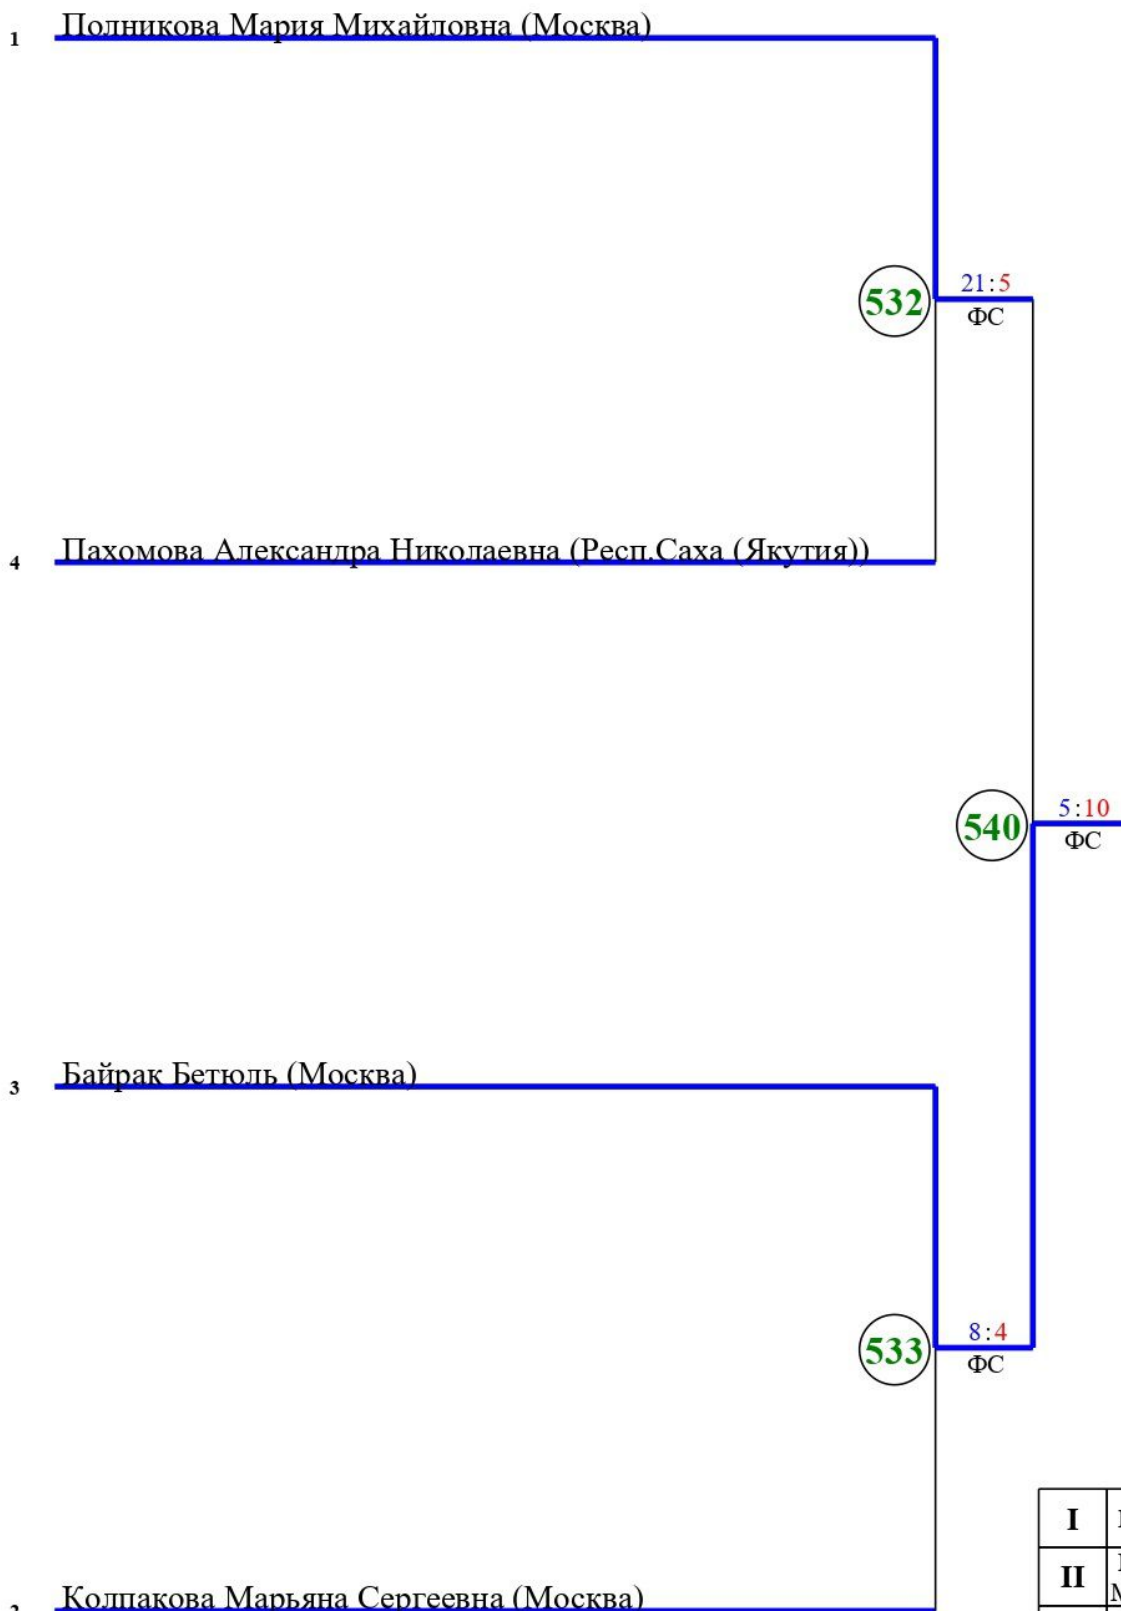 1 Полникова Мария Михайловна (Москва)
21:5
532
ФС
4 Пахомова Александра Николаевна (Респ.Саха (Якутия))
5:10
540
ФС
3 Байрак Бетюль (Москва)
8:4
533
ФС
I
II
Колпакова Марьяна Сергеевна (Москва)